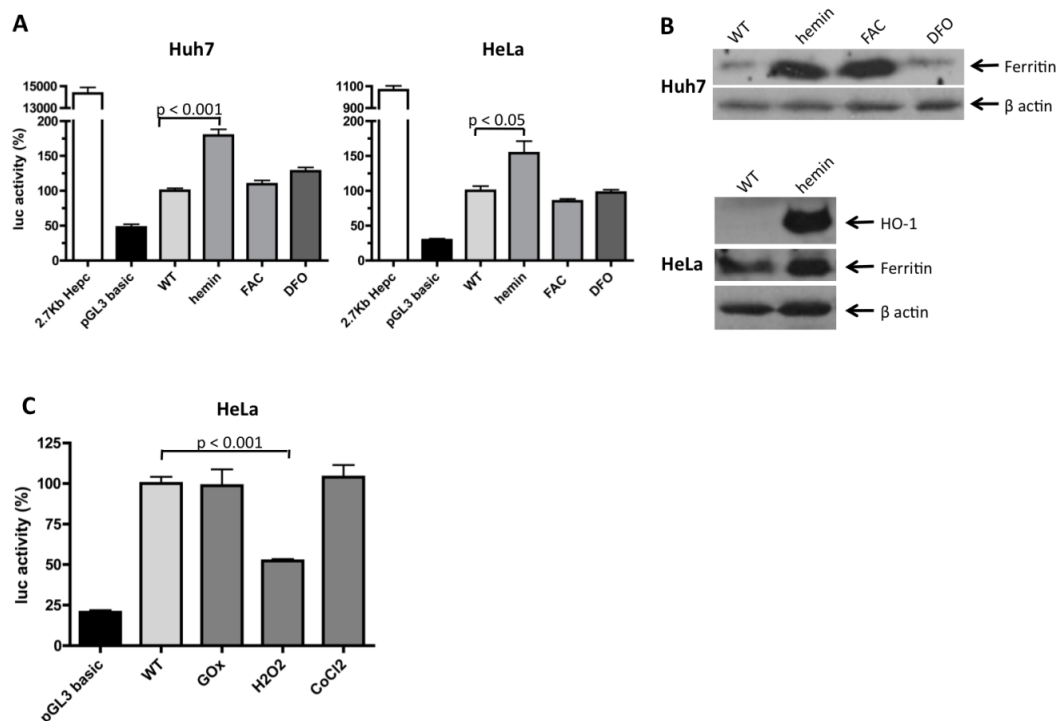 A
Huh7
15000
13000
200
150
100
50
0
luc activity (%)
p < 0.001
2.7Kb Hepc
pGL3 basic
WT
hemin
FAC
DFO
HeLa
1100
900
200
150
100
50
0
luc activity (%)
p < 0.05
2.7Kb Hepc
pGL3 basic
WT
hemin
FAC
DFO
B
WT
hemin
FAC
DFO
Huh7
Ferritin
β actin
WT
hemin
HeLa
HO-1
Ferritin
β actin
C
HeLa
125
100
75
50
25
0
luc activity (%)
p < 0.001
pGL3 basic
WT
GOx
H2O2
CoCl2